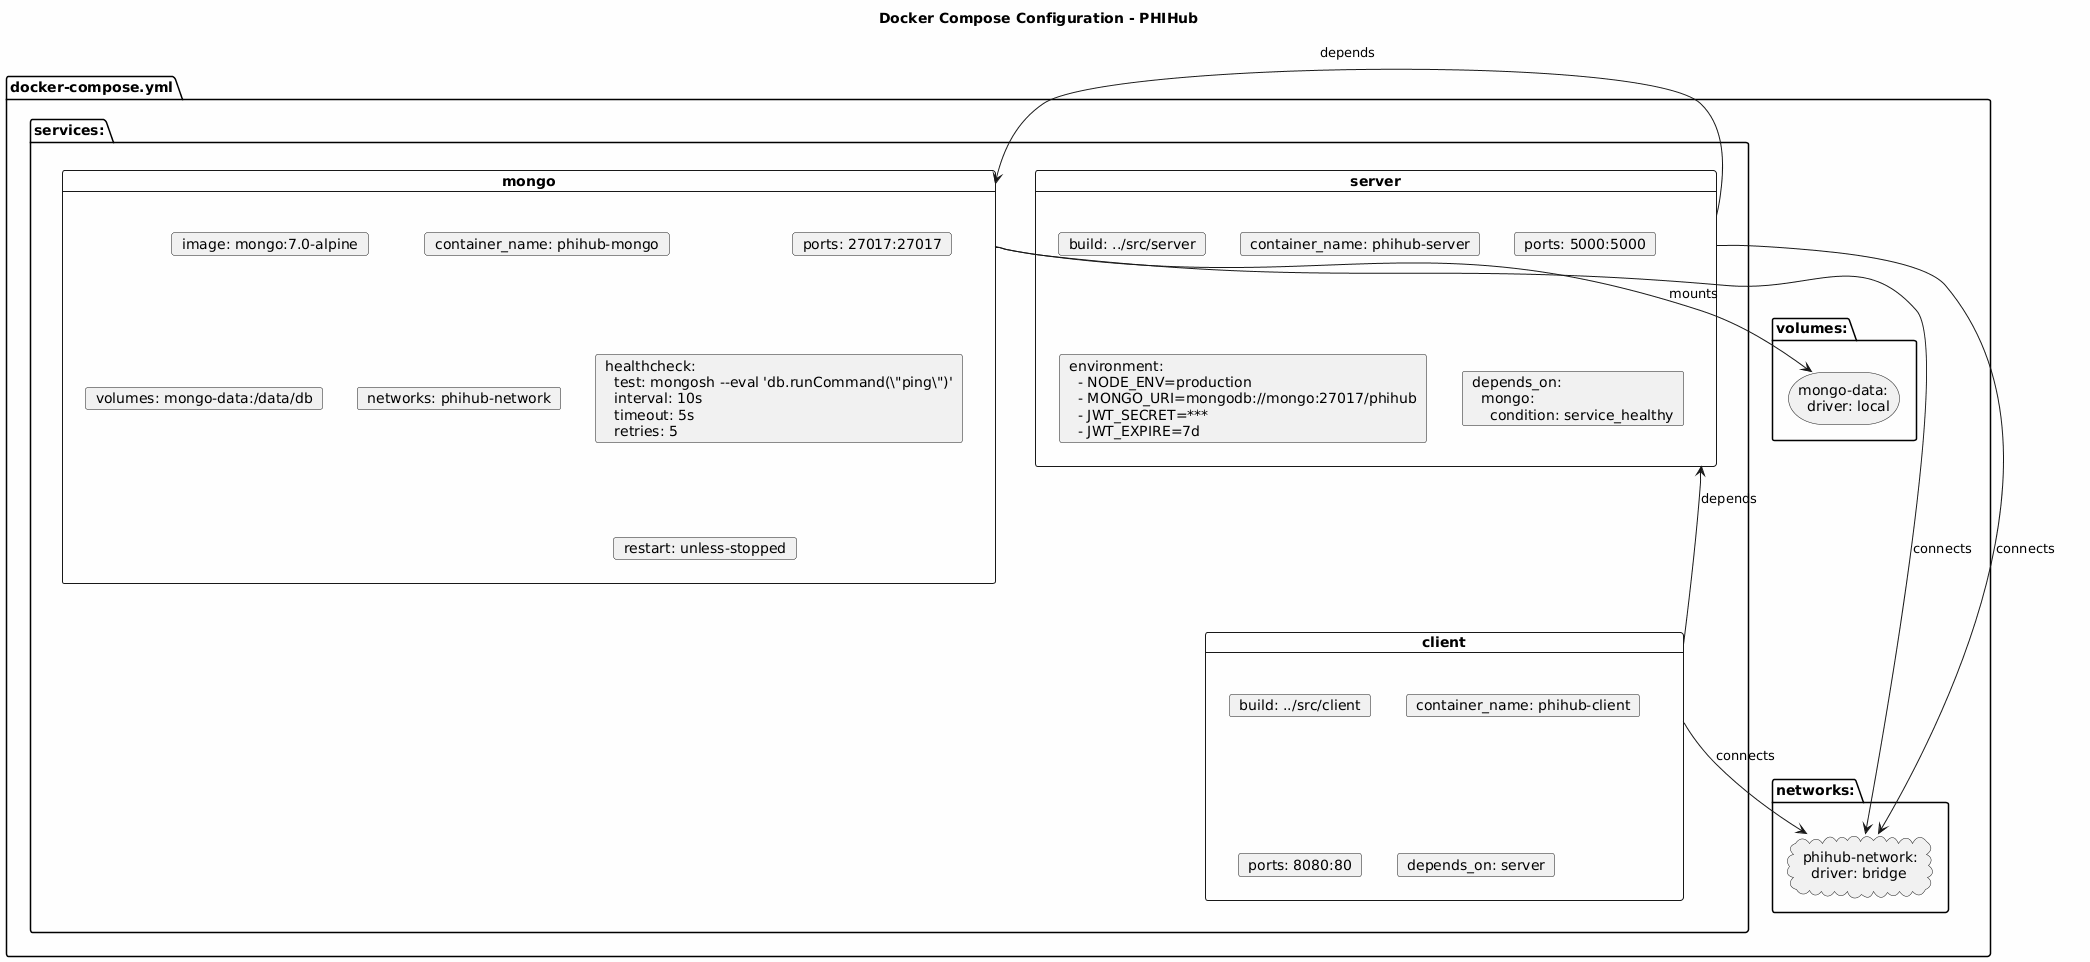 Docker Compose Configuration - PHIHub
depends
docker-compose.yml
services:
mongo
image: mongo:7.0-alpine
container_name: phihub-mongo
ports: 27017:27017
volumes: mongo-data:/data/db
networks: phihub-network
healthcheck:
test: mongosh --eval 'db.runCommand(\"ping\")'
interval: 10s
timeout: 5s
retries: 5
restart: unless-stopped
server
build: ../src/server
container_name: phihub-server
ports: 5000:5000
environment:
- NODE_ENV=production
- MONGO_URI=mongodb://mongo:27017/phihub
- JWT_SECRET=***
- JWT_EXPIRE=7d
depends_on:
mongo:
condition: service_healthy
mounts
volumes:
mongo-data:
driver: local
depends
connects
connects
client
build: ../src/client
container_name: phihub-client
ports: 8080:80
depends_on: server
connects
networks:
phihub-network:
driver: bridge